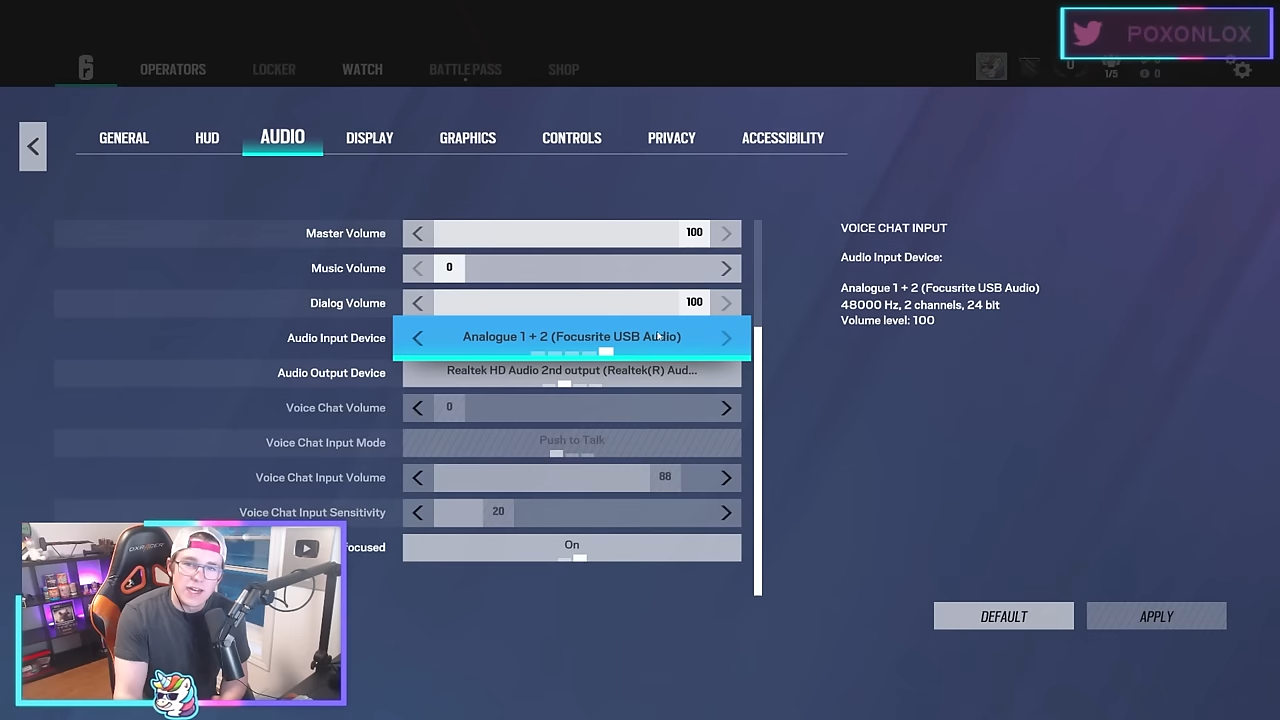 POXONLOX
6
OPERATORS
LOCKER
WATCH
BATTLE PASS
SHOP
0
1/5
0
GENERAL
HUD
AUDIO
DISPLAY
GRAPHICS
CONTROLS
PRIVACY
ACCESSIBILITY
Master Volume
100
Music Volume
0
Dialog Volume
100
Audio Input Device
Analogue 1 + 2 (Focusrite USB Audio)
Audio Output Device
Realtek HD Audio 2nd output (Realtek(R) Aud...
Voice Chat Volume
0
Voice Chat Input Mode
Push to Talk
Voice Chat Input Volume
88
Voice Chat Input Sensitivity
20
Focused
On
VOICE CHAT INPUT
Audio Input Device:
Analogue 1 + 2 (Focusrite USB Audio)
48000 Hz, 2 channels, 24 bit
Volume level: 100
DEFAULT
APPLY
DXRACER